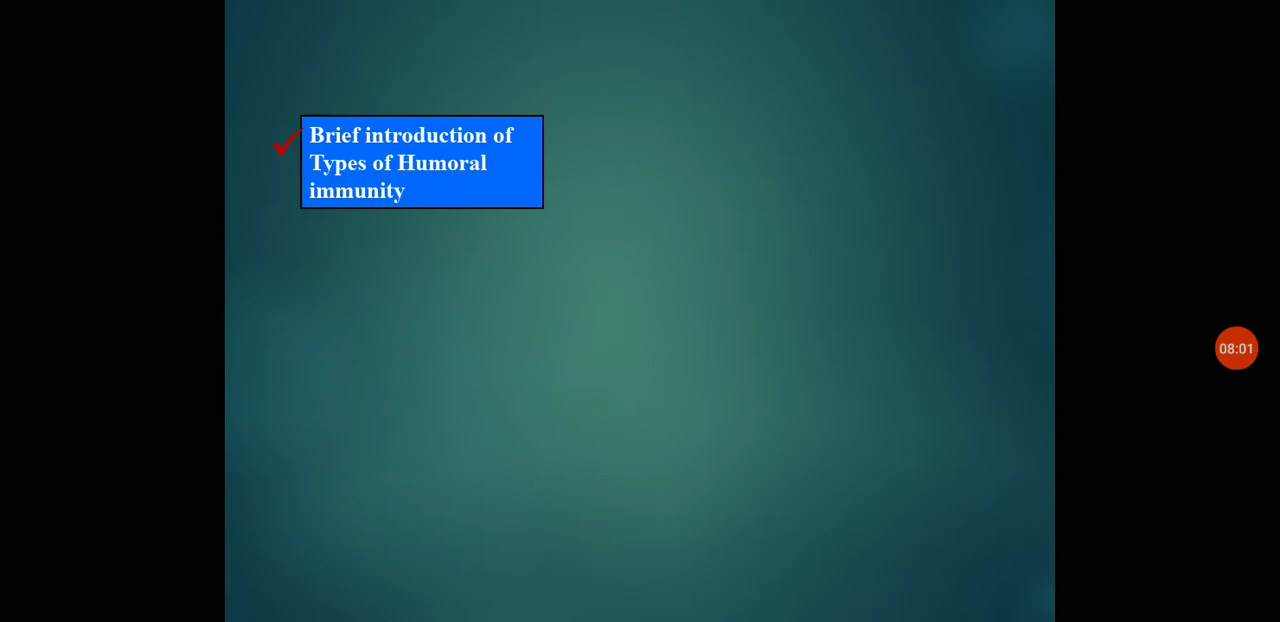 Brief introduction of
Types of Humoral
immunity
08:01